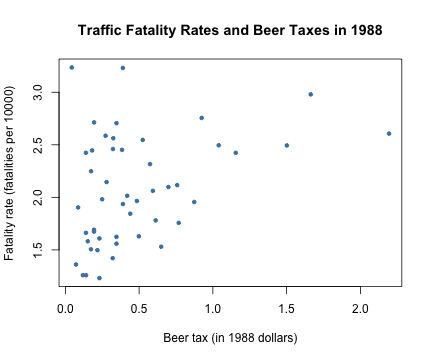 Traffic Fatality Rates and Beer Taxes in 1988
Fatality rate (fatalities per 10000)
3.0
2.5
2.0
1.5
0.0 0.5 1.0 1.5 2.0
Beer tax (in 1988 dollars)